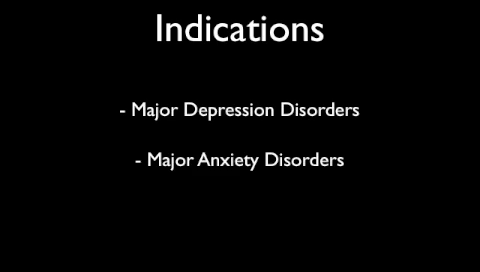 Indications
- Major Depression Disorders
- Major Anxiety Disorders